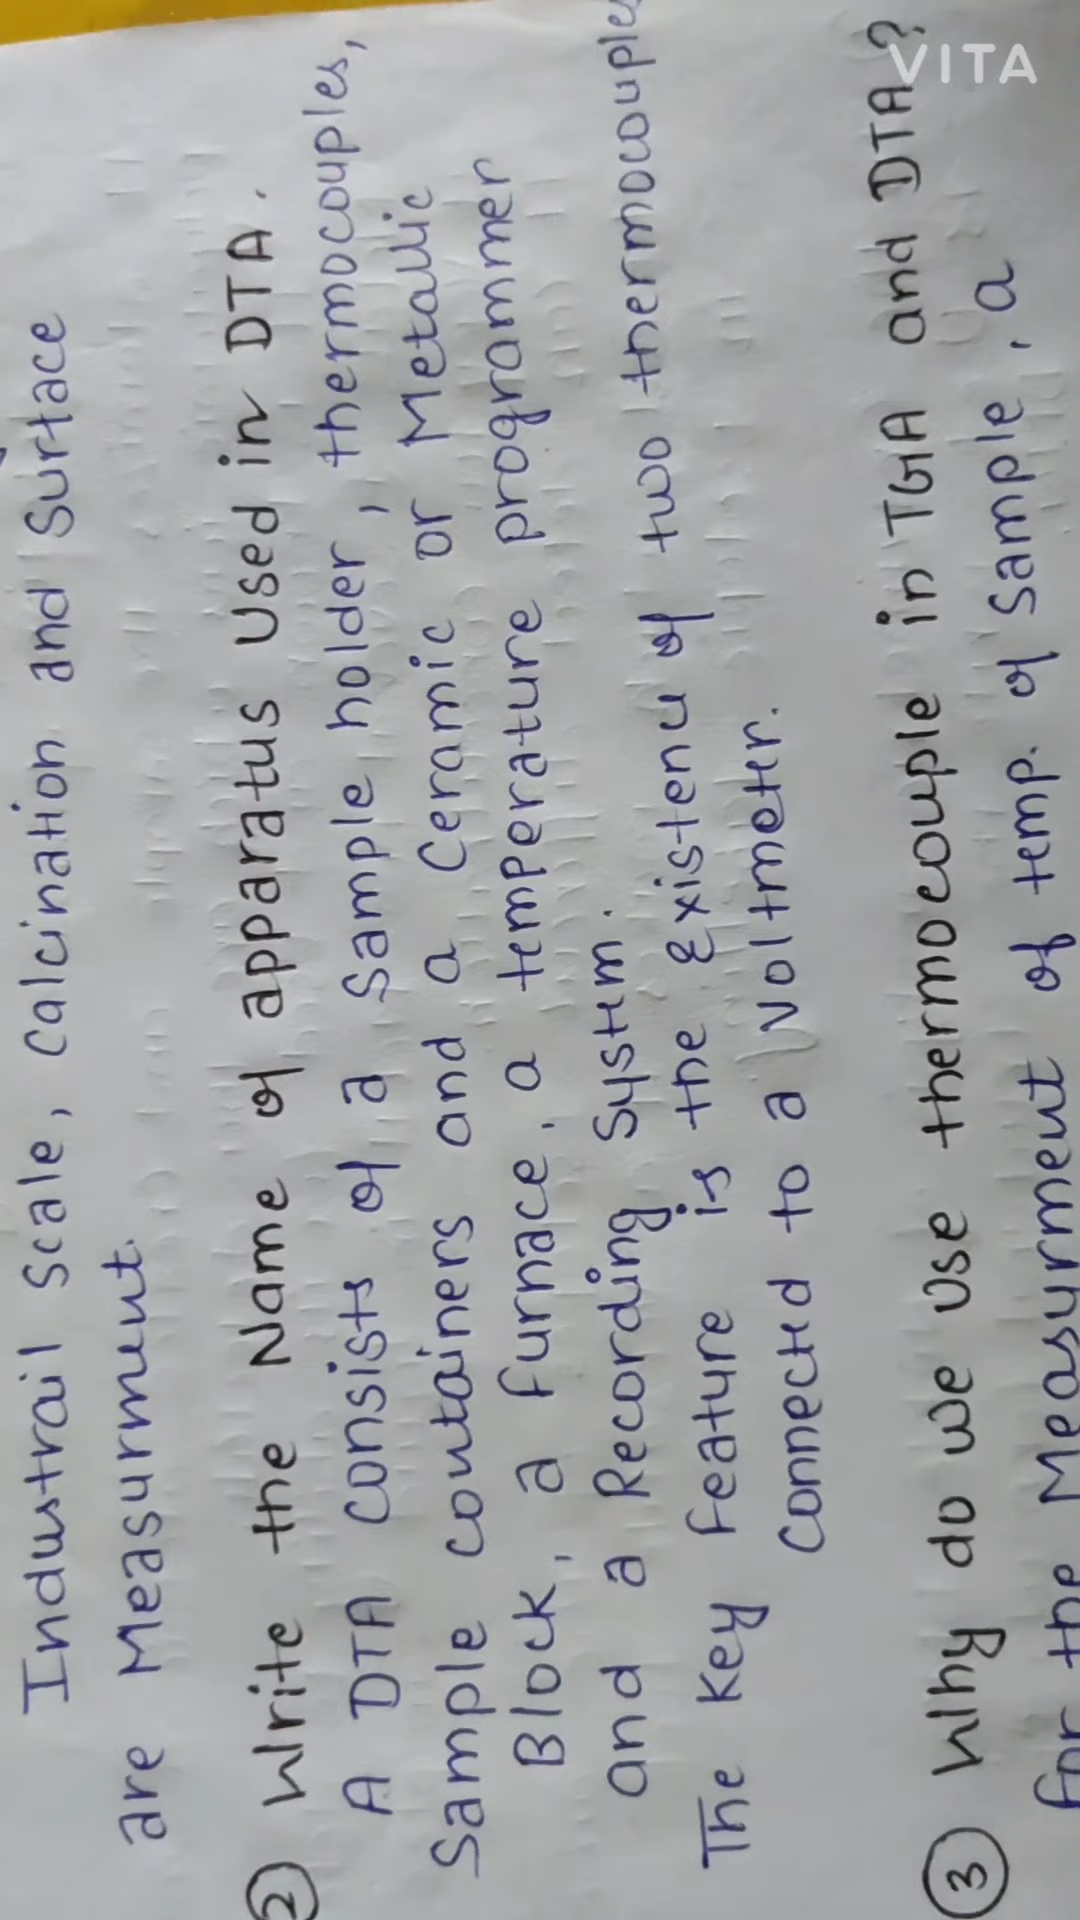 Industrail Scale, calcination and Surface
are Measurment.
② Write the Name of apparatus Used in DTA.
A DTA consists of a Sample holder, thermocouples,
Sample containers and a Ceramic or Metallic
Block, a furnace, a temperature programmer
and a Recording System.
The Key Feature is the Existence of two thermocouples
Connected to a Voltmeter.
③ Why do we Use thermocouple in TGA and DTA?
for the Measurment of temp. of Sample, a
VITA